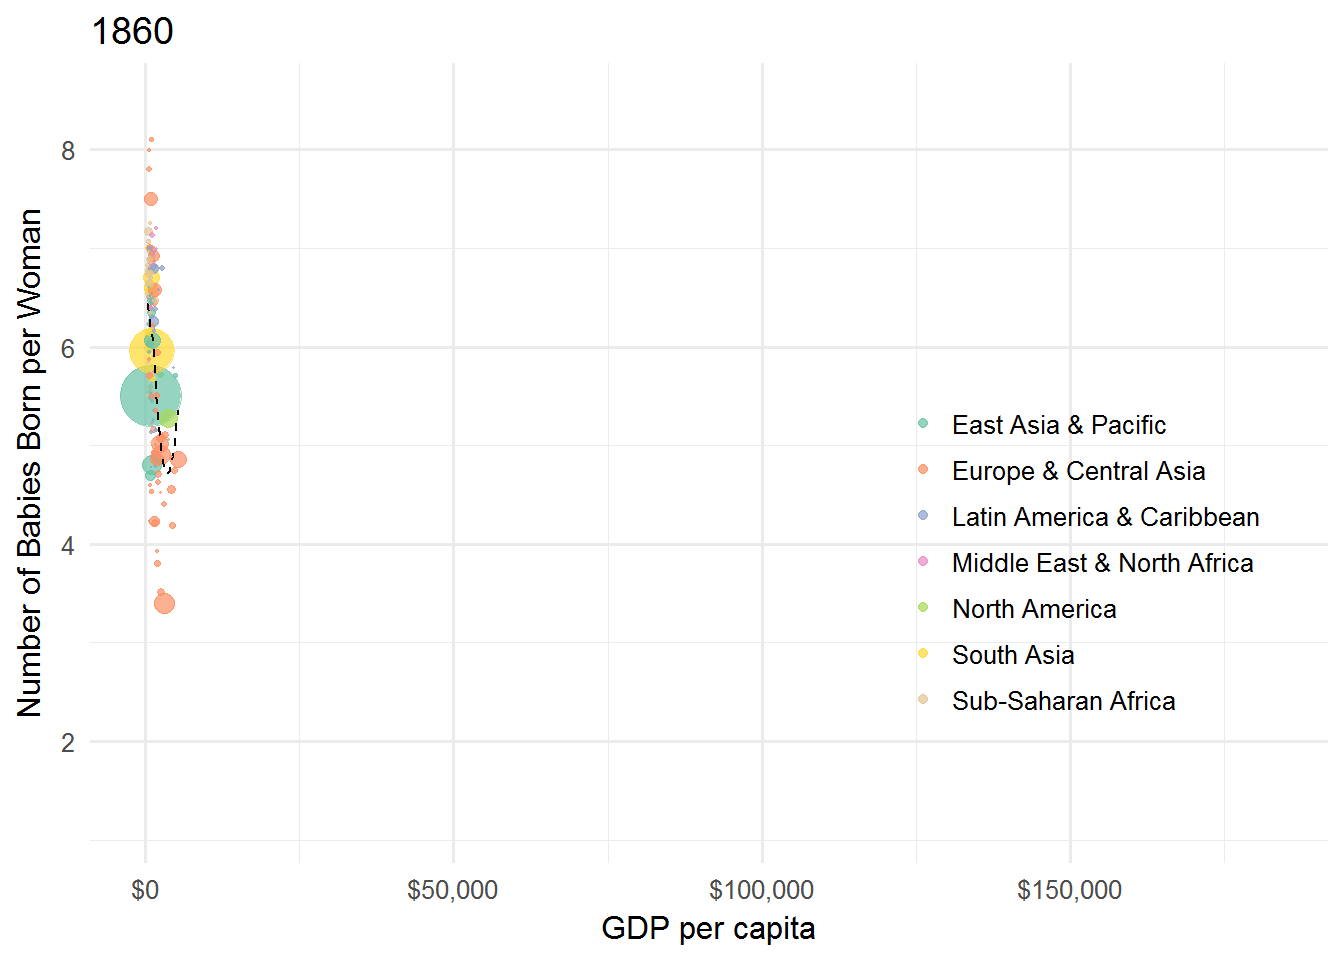 1860
Number of Babies Born per Woman
8
6
4
2
East Asia & Pacific
Europe & Central Asia
Latin America & Caribbean
Middle East & North Africa
North America
South Asia
Sub-Saharan Africa
$0
$50,000
$100,000
$150,000
GDP per capita